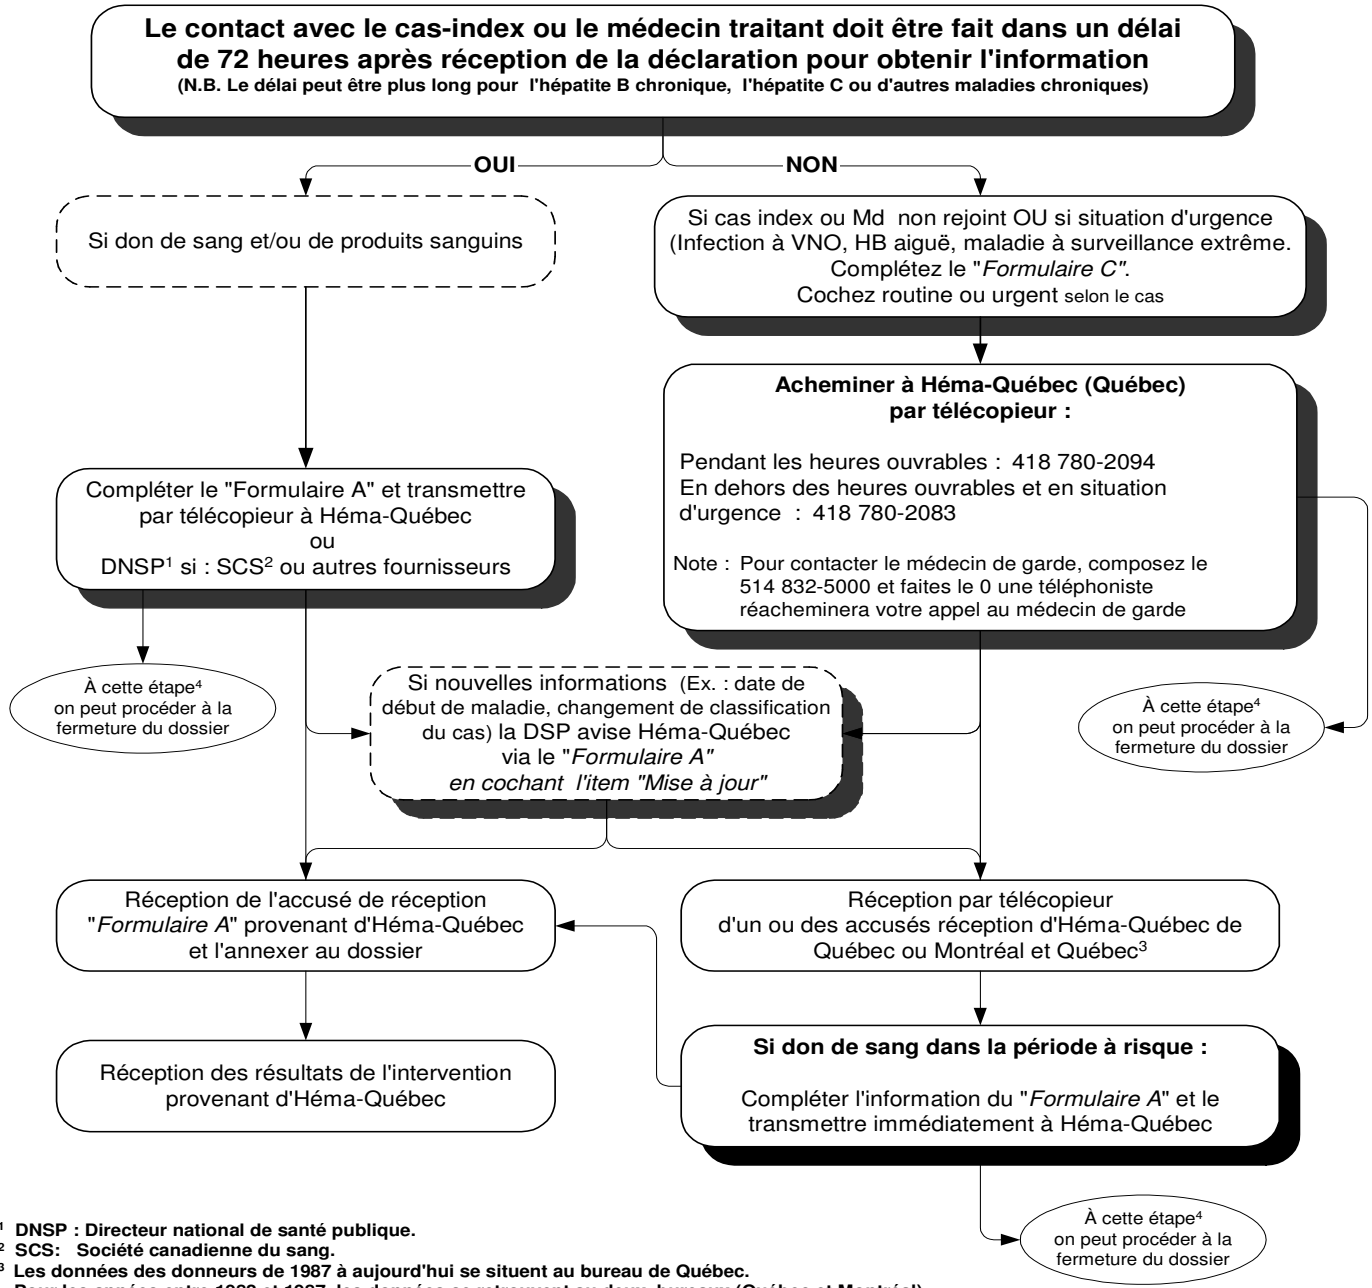 Le contact avec le cas-index ou le médecin traitant doit être fait dans un délai
de 72 heures après réception de la déclaration pour obtenir l'information
(N.B. Le délai peut être plus long pour l'hépatite B chronique, l'hépatite C ou d'autres maladies chroniques)
OUI
NON
Si don de sang et/ou de produits sanguins
Si cas index ou Md non rejoint OU si situation d'urgence
(Infection à VNO, HB aiguë, maladie à surveillance extrême.
Complétez le "Formulaire C".
Cochez routine ou urgent selon le cas
Acheminer à Héma-Québec (Québec)
par télécopieur :
Pendant les heures ouvrables : 418 780-2094
En dehors des heures ouvrables et en situation
d'urgence : 418 780-2083
Note : Pour contacter le médecin de garde, composez le
514 832-5000 et faites le 0 une téléphoniste
réacheminera votre appel au médecin de garde
Compléter le "Formulaire A" et transmettre
par télécopieur à Héma-Québec
ou
DNSP¹ si : SCS² ou autres fournisseurs
À cette étape⁴
on peut procéder à la
fermeture du dossier
Si nouvelles informations (Ex. : date de
début de maladie, changement de classification
du cas) la DSP avise Héma-Québec
via le "Formulaire A"
en cochant l'item "Mise à jour"
À cette étape⁴
on peut procéder à la
fermeture du dossier
Réception de l'accusé de réception
"Formulaire A" provenant d'Héma-Québec
et l'annexer au dossier
Réception par télécopieur
d'un ou des accusés réception d'Héma-Québec de
Québec ou Montréal et Québec³
Réception des résultats de l'intervention
provenant d'Héma-Québec
Si don de sang dans la période à risque :
Compléter l'information du "Formulaire A" et le
transmettre immédiatement à Héma-Québec
À cette étape⁴
on peut procéder à la
fermeture du dossier
¹ DNSP : Directeur national de santé publique.
² SCS: Société canadienne du sang.
³ Les données des donneurs de 1987 à aujourd'hui se situent au bureau de Québec.